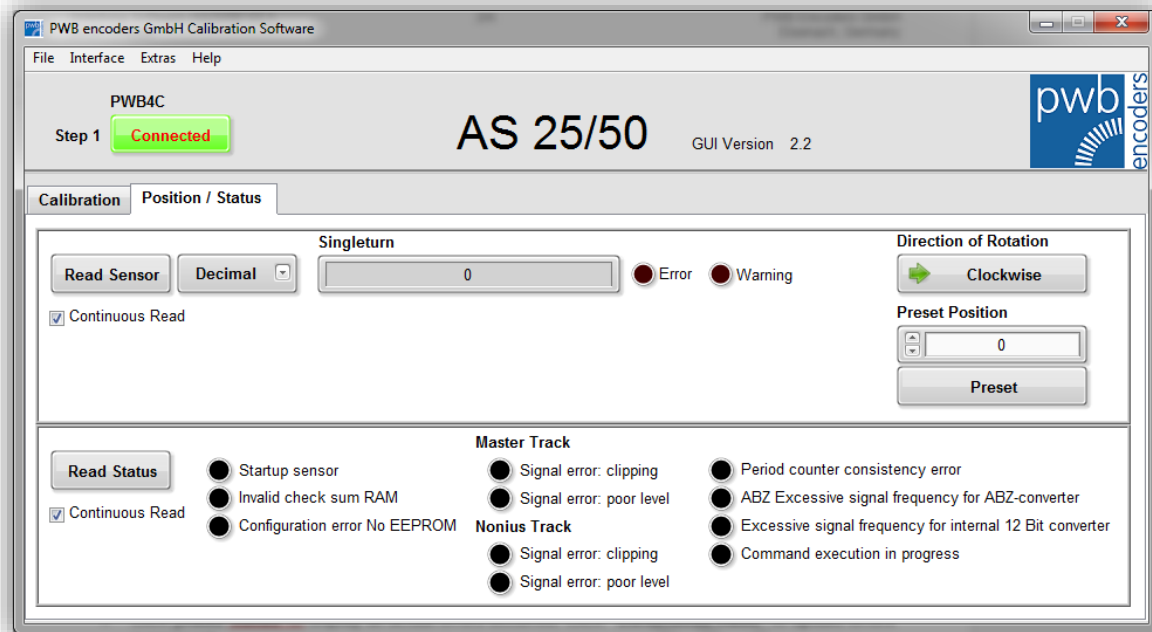 PWB encoders GmbH Calibration Software
File Interface Extras Help
PWB4C
Step 1 Connected
AS 25/50 GUI Version 2.2
pwb
encoders
Calibration Position / Status
Singleturn
Direction of Rotation
Read Sensor Decimal 0 Error Warning Clockwise
Continuous Read
Preset Position
0
Preset
Master Track
Read Status Startup sensor Signal error: clipping Period counter consistency error
Invalid check sum RAM Signal error: poor level ABZ Excessive signal frequency for ABZ-converter
Continuous Read
Configuration error No EEPROM Nonius Track Excessive signal frequency for internal 12 Bit converter
Signal error: clipping Command execution in progress
Signal error: poor level